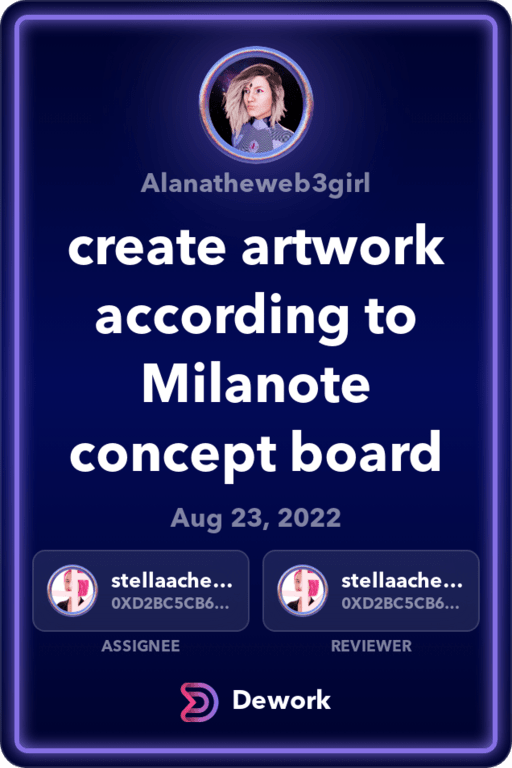 Alanatheweb3girl
create artwork
according to
Milanote
concept board
Aug 23, 2022
stellaache...
0XD2BC5CB6...
ASSIGNEE
stellaache...
0XD2BC5CB6...
REVIEWER
Dework